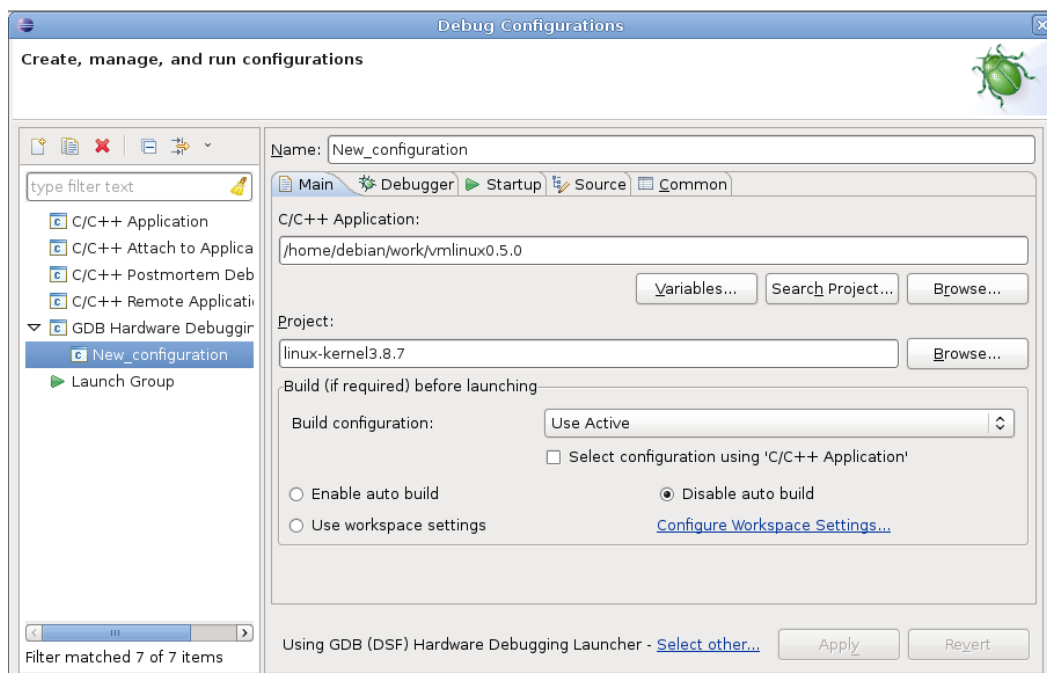 Debug Configurations
Create, manage, and run configurations
Name: New_configuration
type filter text
C/C++ Application
C/C++ Attach to Applica
C/C++ Postmortem Deb
C/C++ Remote Applicati
GDB Hardware Debuggin
New_configuration
Launch Group
Filter matched 7 of 7 items
Main Debugger Startup Source Common
C/C++ Application:
/home/debian/work/vmlinux0.5.0
Variables... Search Project... Browse...
Project:
linux-kernel3.8.7
Browse...
Build (if required) before launching
Build configuration: Use Active
Select configuration using 'C/C++ Application'
Enable auto build Disable auto build
Use workspace settings Configure Workspace Settings...
Using GDB (DSF) Hardware Debugging Launcher - Select other... Apply Revert